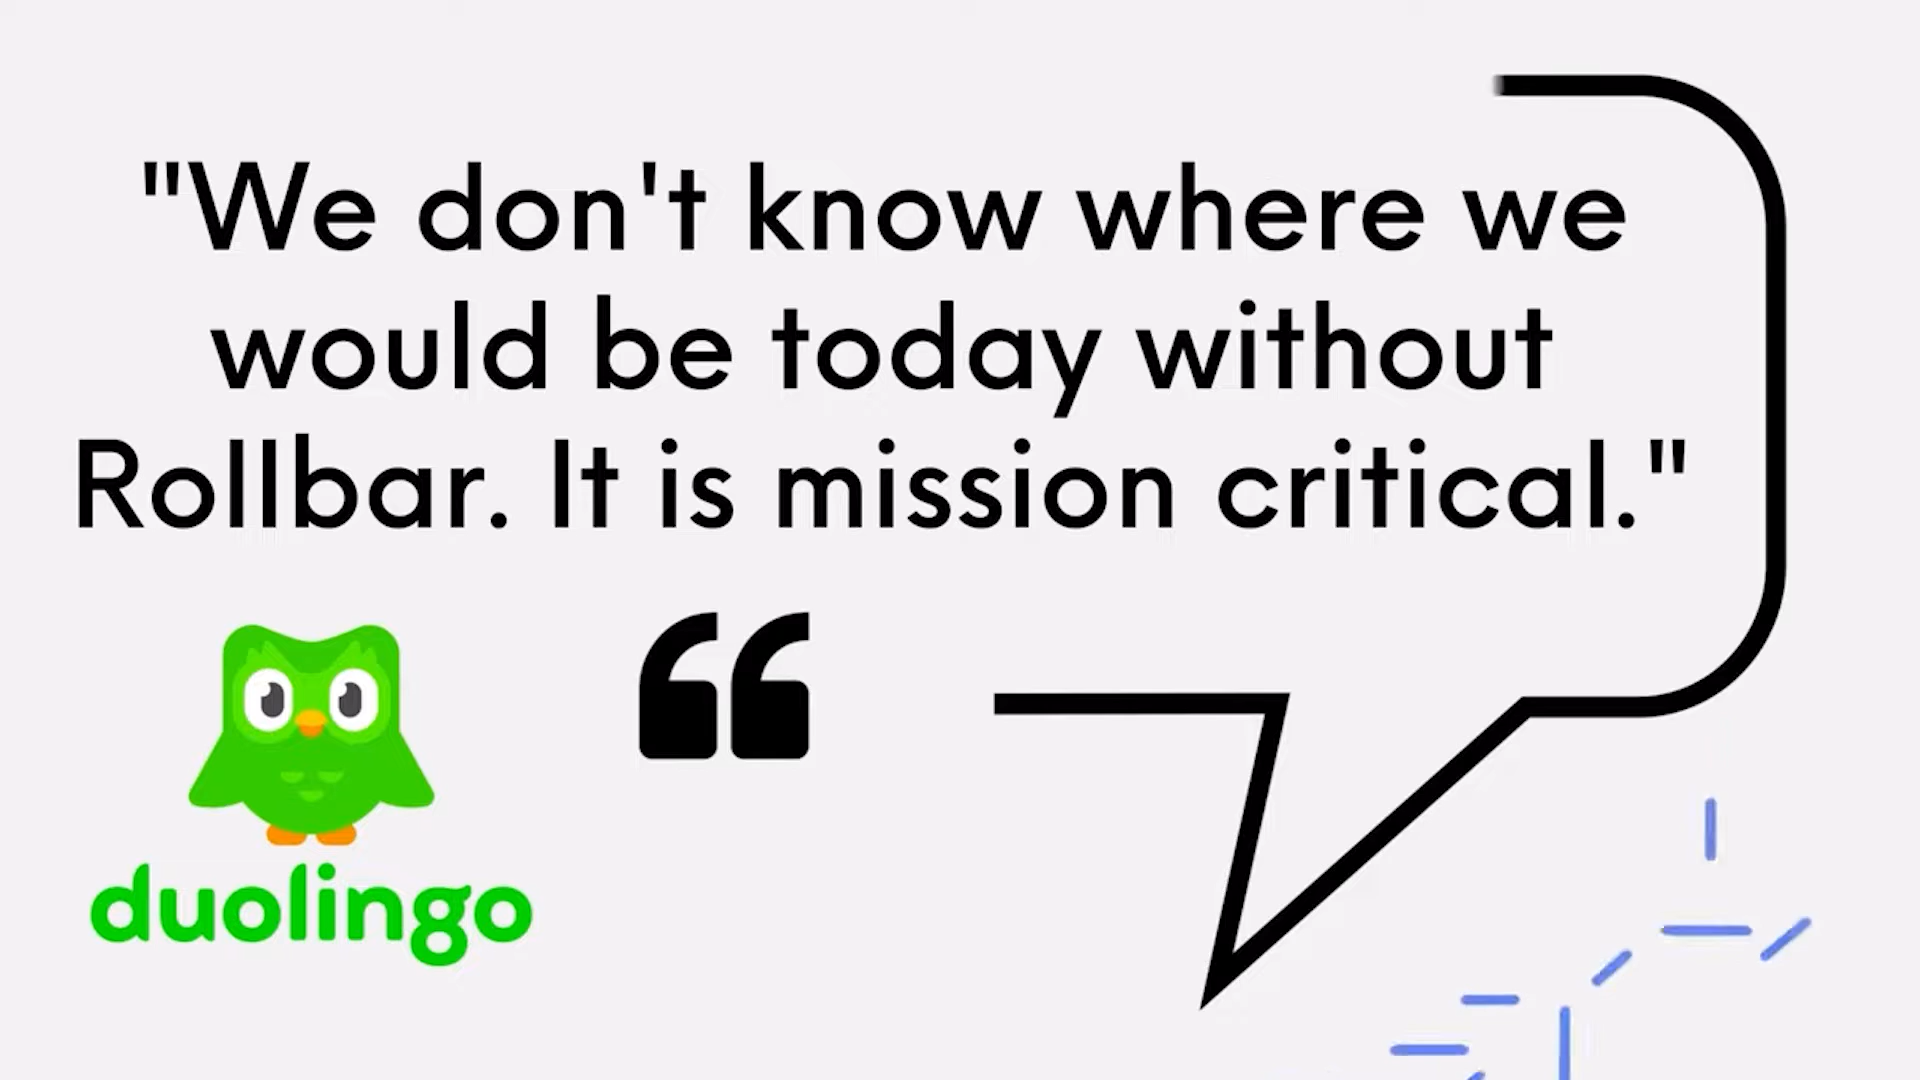 "We don't know where we
would be today without
Rollbar. It is mission critical."
“
duolingo